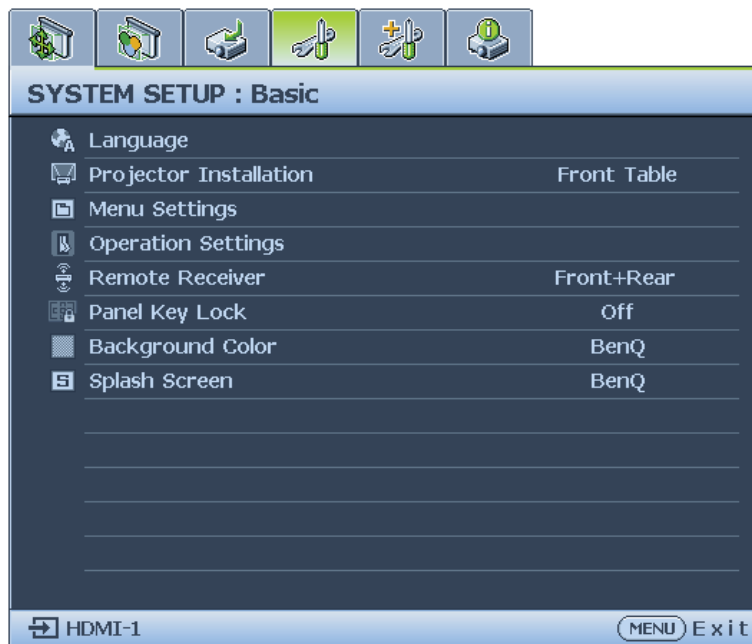 SYSTEM SETUP : Basic
Language
Projector Installation Front Table
Menu Settings
Operation Settings
Remote Receiver Front+Rear
Panel Key Lock Off
Background Color BenQ
Splash Screen BenQ
HDMI-1 MENU Exit